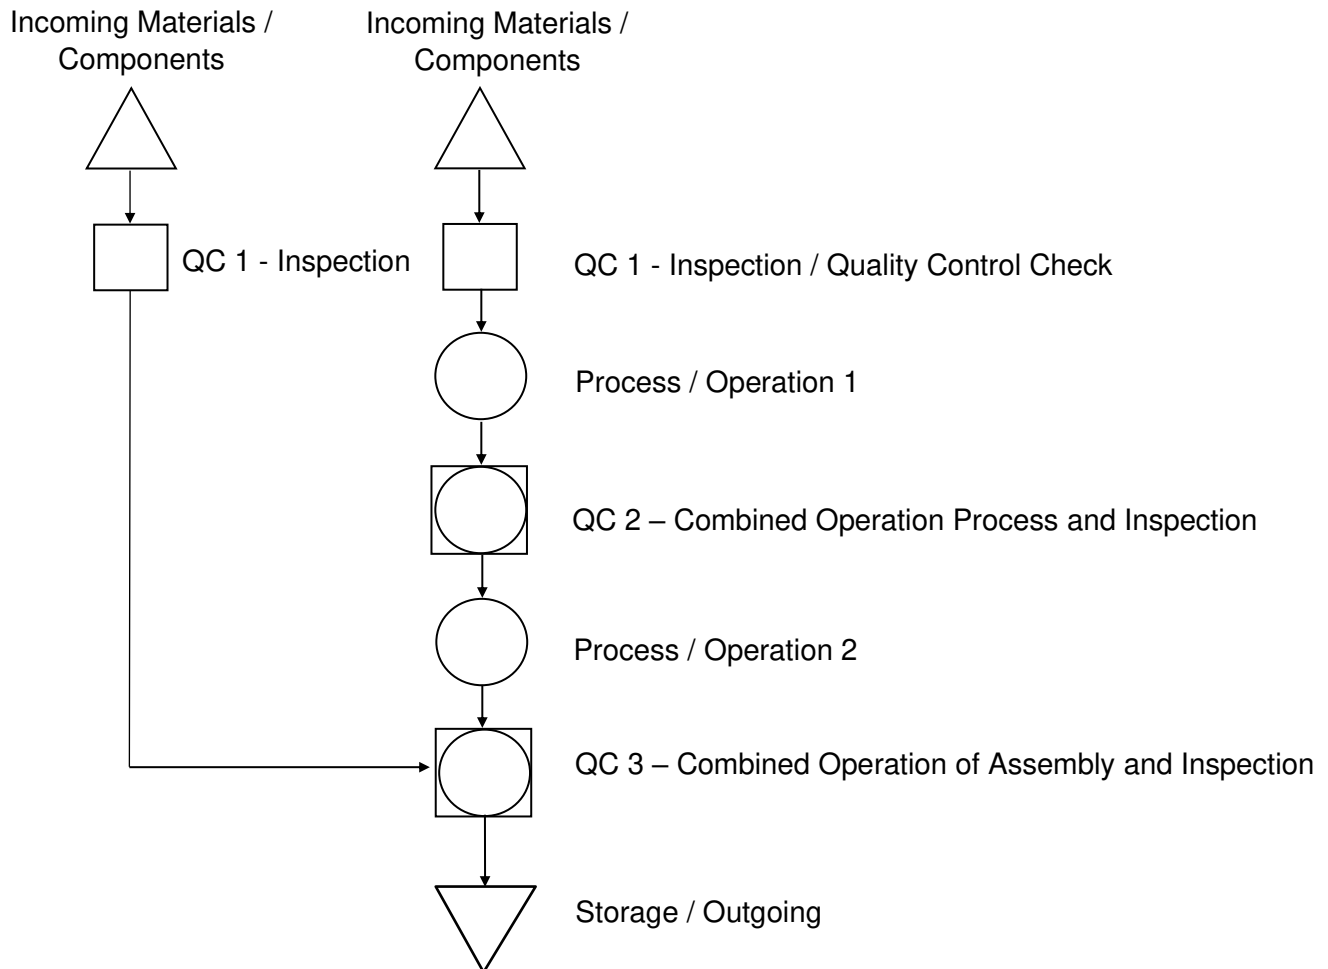 Incoming Materials /
Components
Incoming Materials /
Components
QC 1 - Inspection
QC 1 - Inspection / Quality Control Check
Process / Operation 1
QC 2 – Combined Operation Process and Inspection
Process / Operation 2
QC 3 – Combined Operation of Assembly and Inspection
Storage / Outgoing